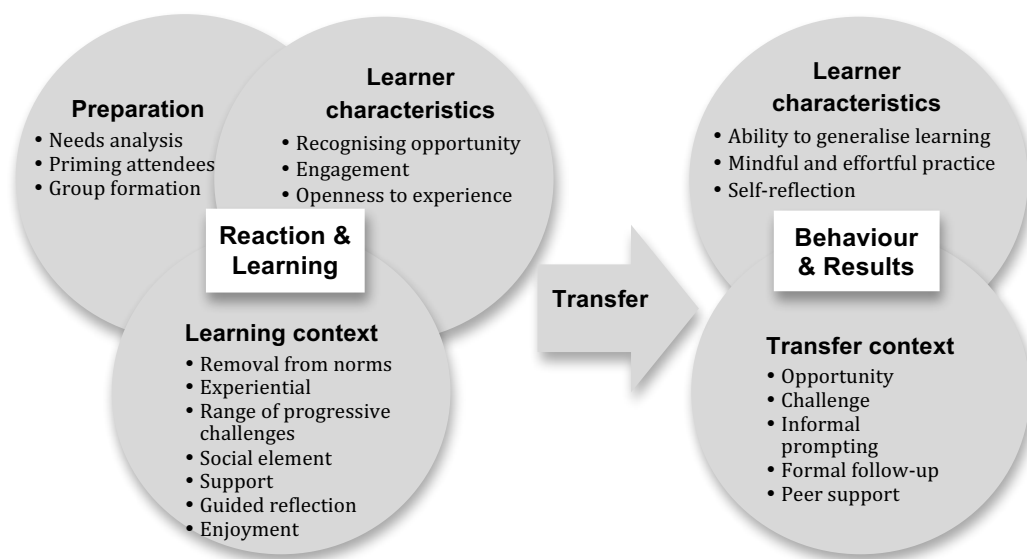 Preparation
• Needs analysis
• Priming attendees
• Group formation
Learner
characteristics
• Recognising opportunity
• Engagement
• Openness to experience
Reaction &
Learning
Learning context
• Removal from norms
• Experiential
• Range of progressive
challenges
• Social element
• Support
• Guided reflection
• Enjoyment
Transfer
Learner
characteristics
• Ability to generalise learning
• Mindful and effortful practice
• Self-reflection
Behaviour
& Results
Transfer context
• Opportunity
• Challenge
• Informal
prompting
• Formal follow-up
• Peer support